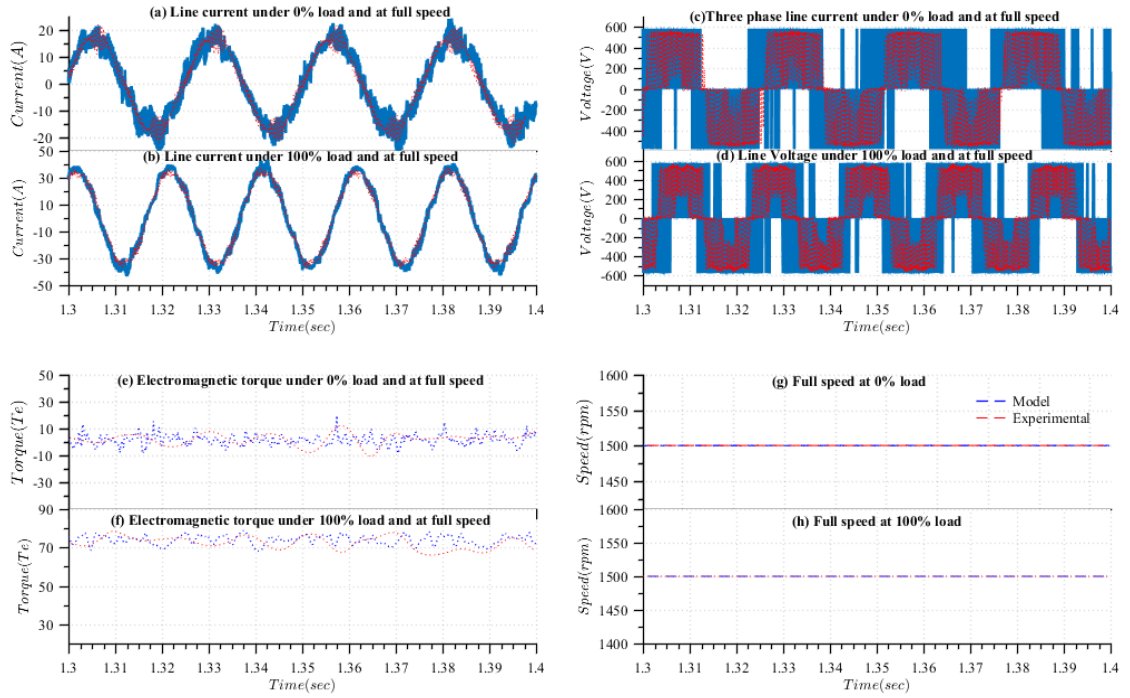 (a) Line current under 0% load and at full speed
Current(A)
20
10
0
-10
-20
(b) Line current under 100% load and at full speed
Current(A)
50
30
10
-10
-30
-50
1.3 1.31 1.32 1.33 1.34 1.35 1.36 1.37 1.38 1.39 1.4
Time(sec)
(c)Three phase line current under 0% load and at full speed
Voltage(V)
600
400
200
0
-200
-400
(d) Line Voltage under 100% load and at full speed
Voltage(V)
600
400
200
0
-200
-400
-600
1.3 1.31 1.32 1.33 1.34 1.35 1.36 1.37 1.38 1.39 1.4
Time(sec)
(e) Electromagnetic torque under 0% load and at full speed
Torque(Te)
50
30
10
-10
-30
(f) Electromagnetic torque under 100% load and at full speed
Torque(Te)
90
70
50
30
1.3 1.31 1.32 1.33 1.34 1.35 1.36 1.37 1.38 1.39 1.4
Time(sec)
(g) Full speed at 0% load
Model
Experimental
Speed(rpm)
1600
1550
1500
1450
(h) Full speed at 100% load
Speed(rpm)
1600
1500
1450
1400
1.3 1.31 1.32 1.33 1.34 1.35 1.36 1.37 1.38 1.39 1.4
Time(sec)